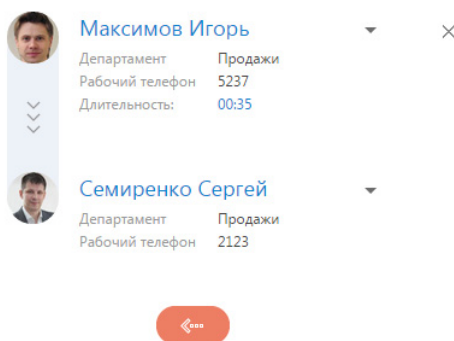 Максимов Игорь
Департамент Продажи
Рабочий телефон 5237
Длительность: 00:35
Семиренко Сергей
Департамент Продажи
Рабочий телефон 2123